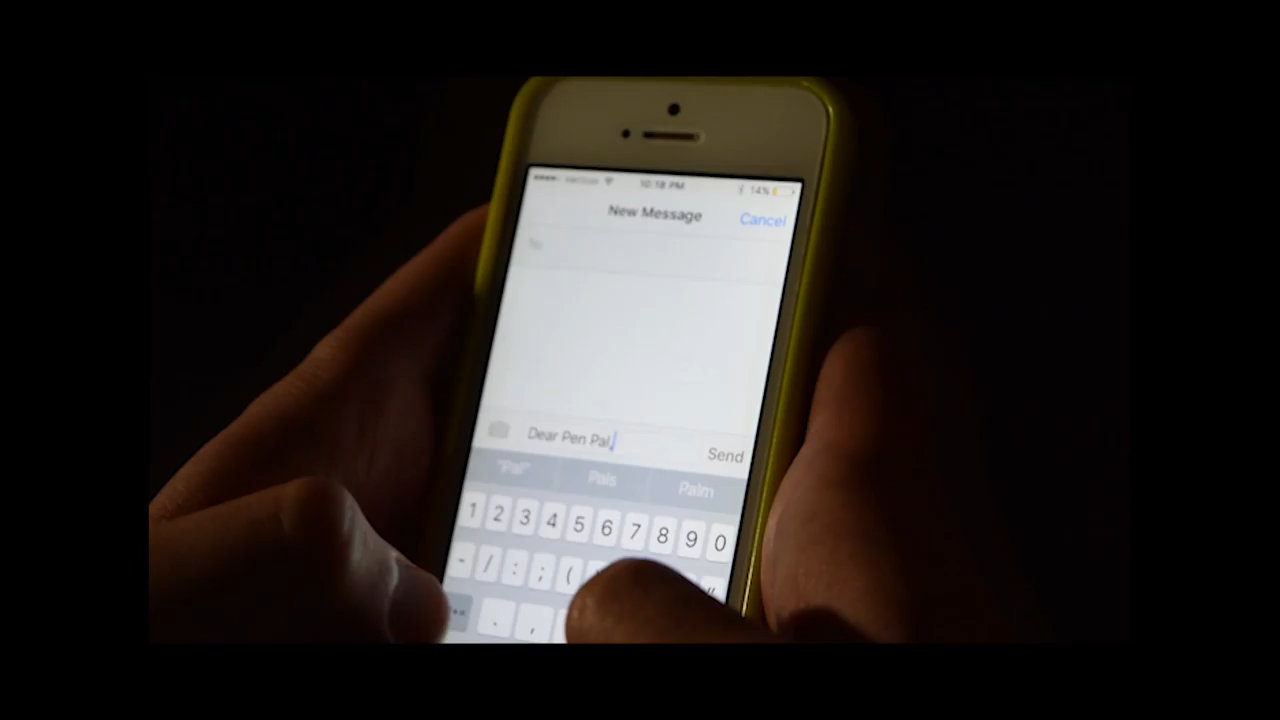 10:18 PM
14%
New Message
Cancel
Dear Pen Pal,
Send
"Pal"
Pals
Palm
1 2 3 4 5 6 7 8 9 0
- / : ; (
. ,